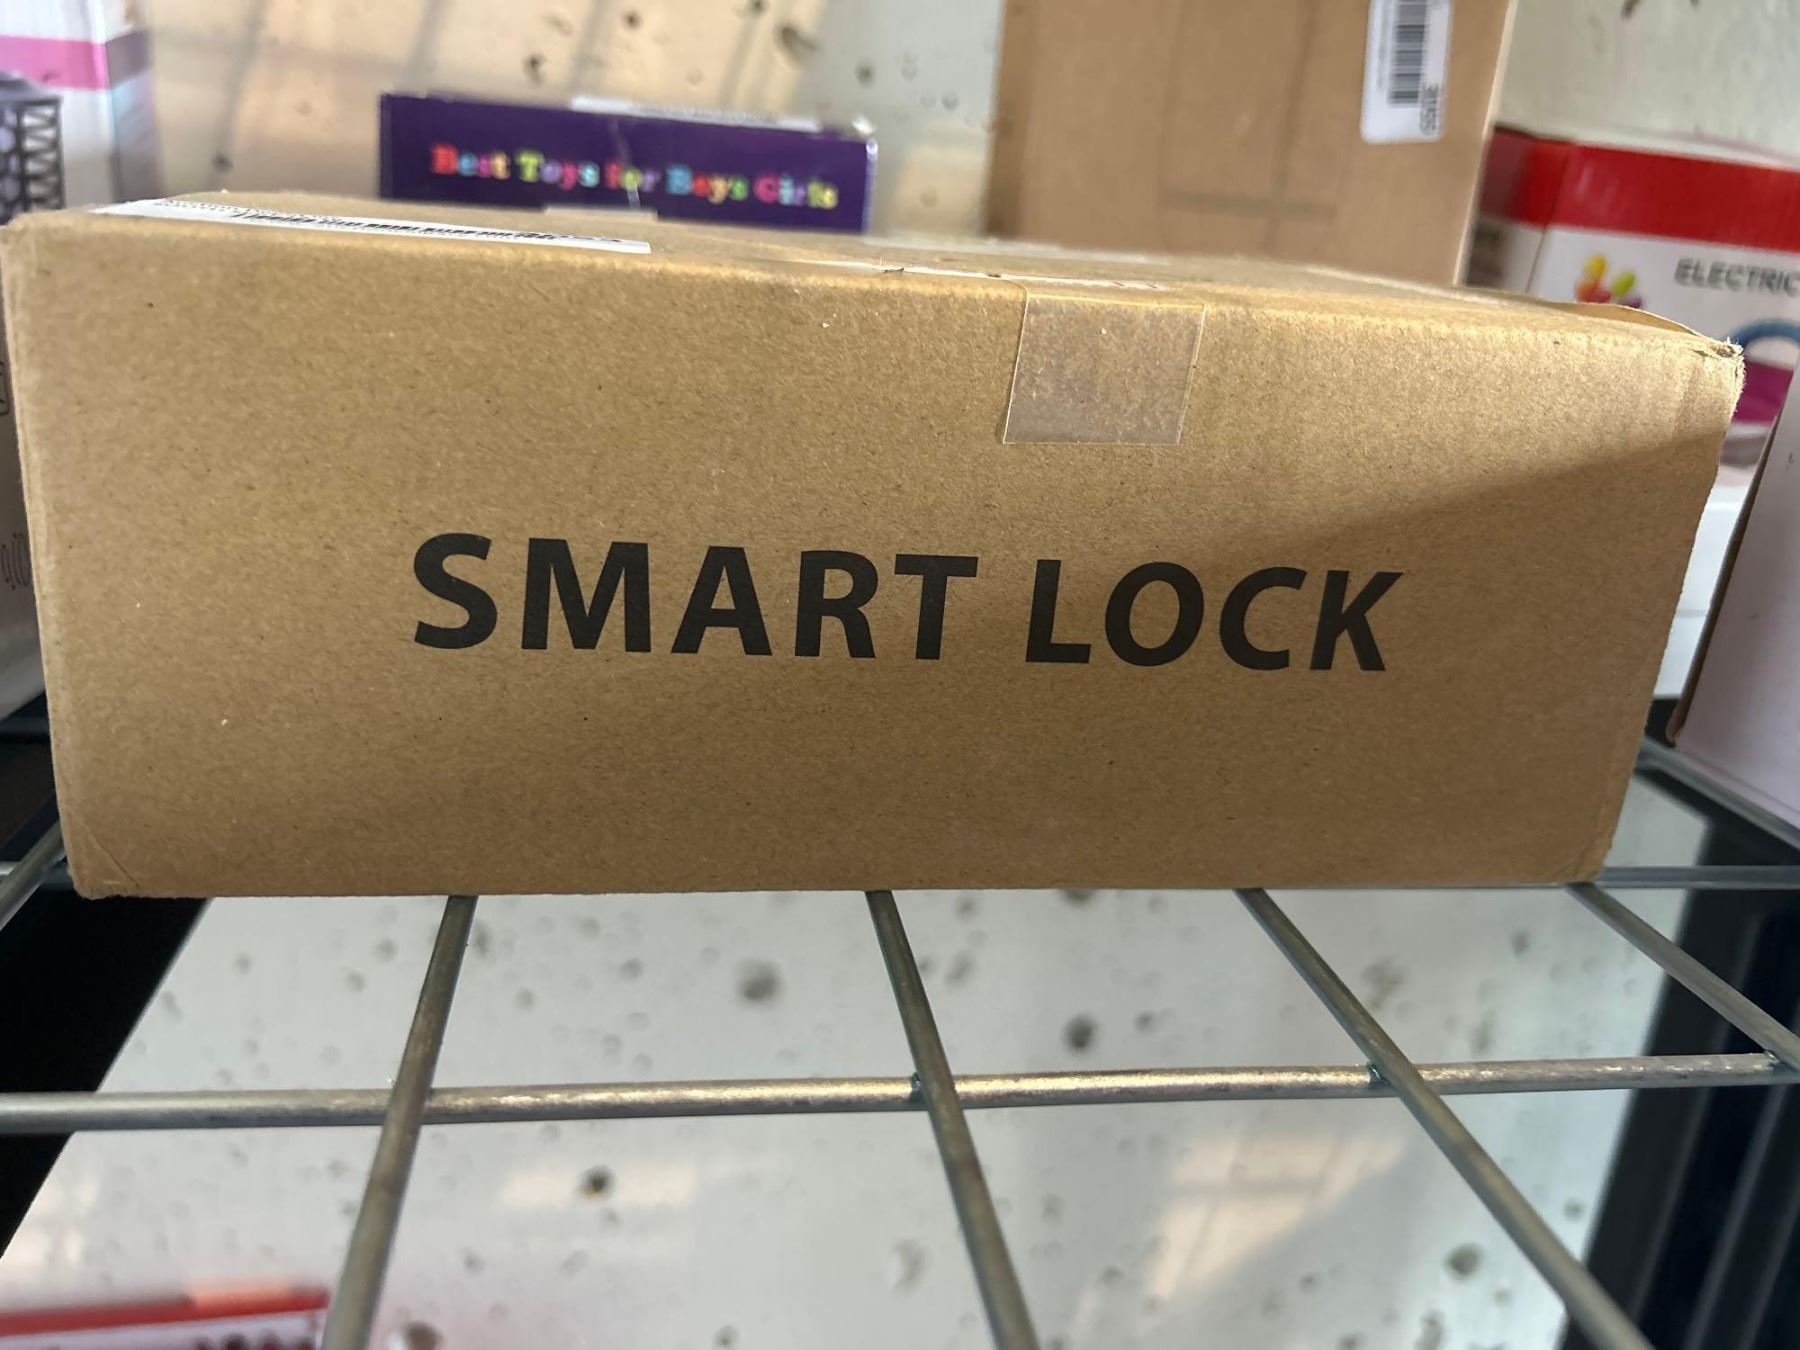 Best Toys for Boys Girls
ELECTRIC
SMART LOCK